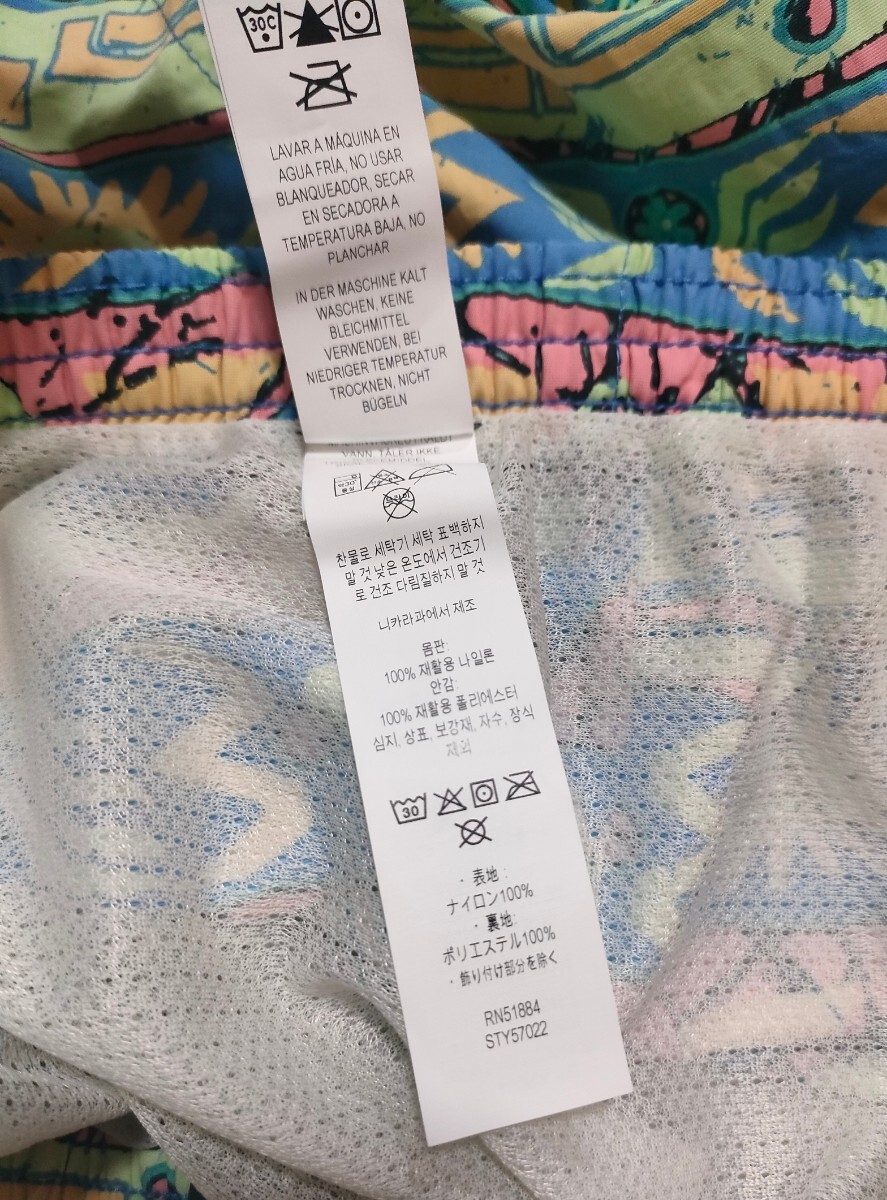 30C
LAVAR A MÁQUINA EN
AGUA FRÍA, NO USAR
BLANQUEADOR, SECAR
EN SECADORA A
TEMPERATURA BAJA, NO
PLANCHAR
IN DER MASCHINE KALT
WASCHEN, KEINE
BLEICHMITTEL
VERWENDEN, BEI
NIEDRIGER TEMPERATUR
TROCKNEN, NICHT
BÜGELN
VANN. TÅLER IKKE
드라이
찬물로 세탁기 세탁 표백하지
말 것 낮은 온도에서 건조기
로 건조 다림질하지 말 것
니카라과에서 제조
몸판:
100% 재활용 나일론
안감:
100% 재활용 폴리에스터
심지, 상표, 보강재, 자수, 장식
제외
30
・表地:
ナイロン100%
・裏地:
ポリエステル100%
・飾り付け部分を除く
RN51884
STY57022